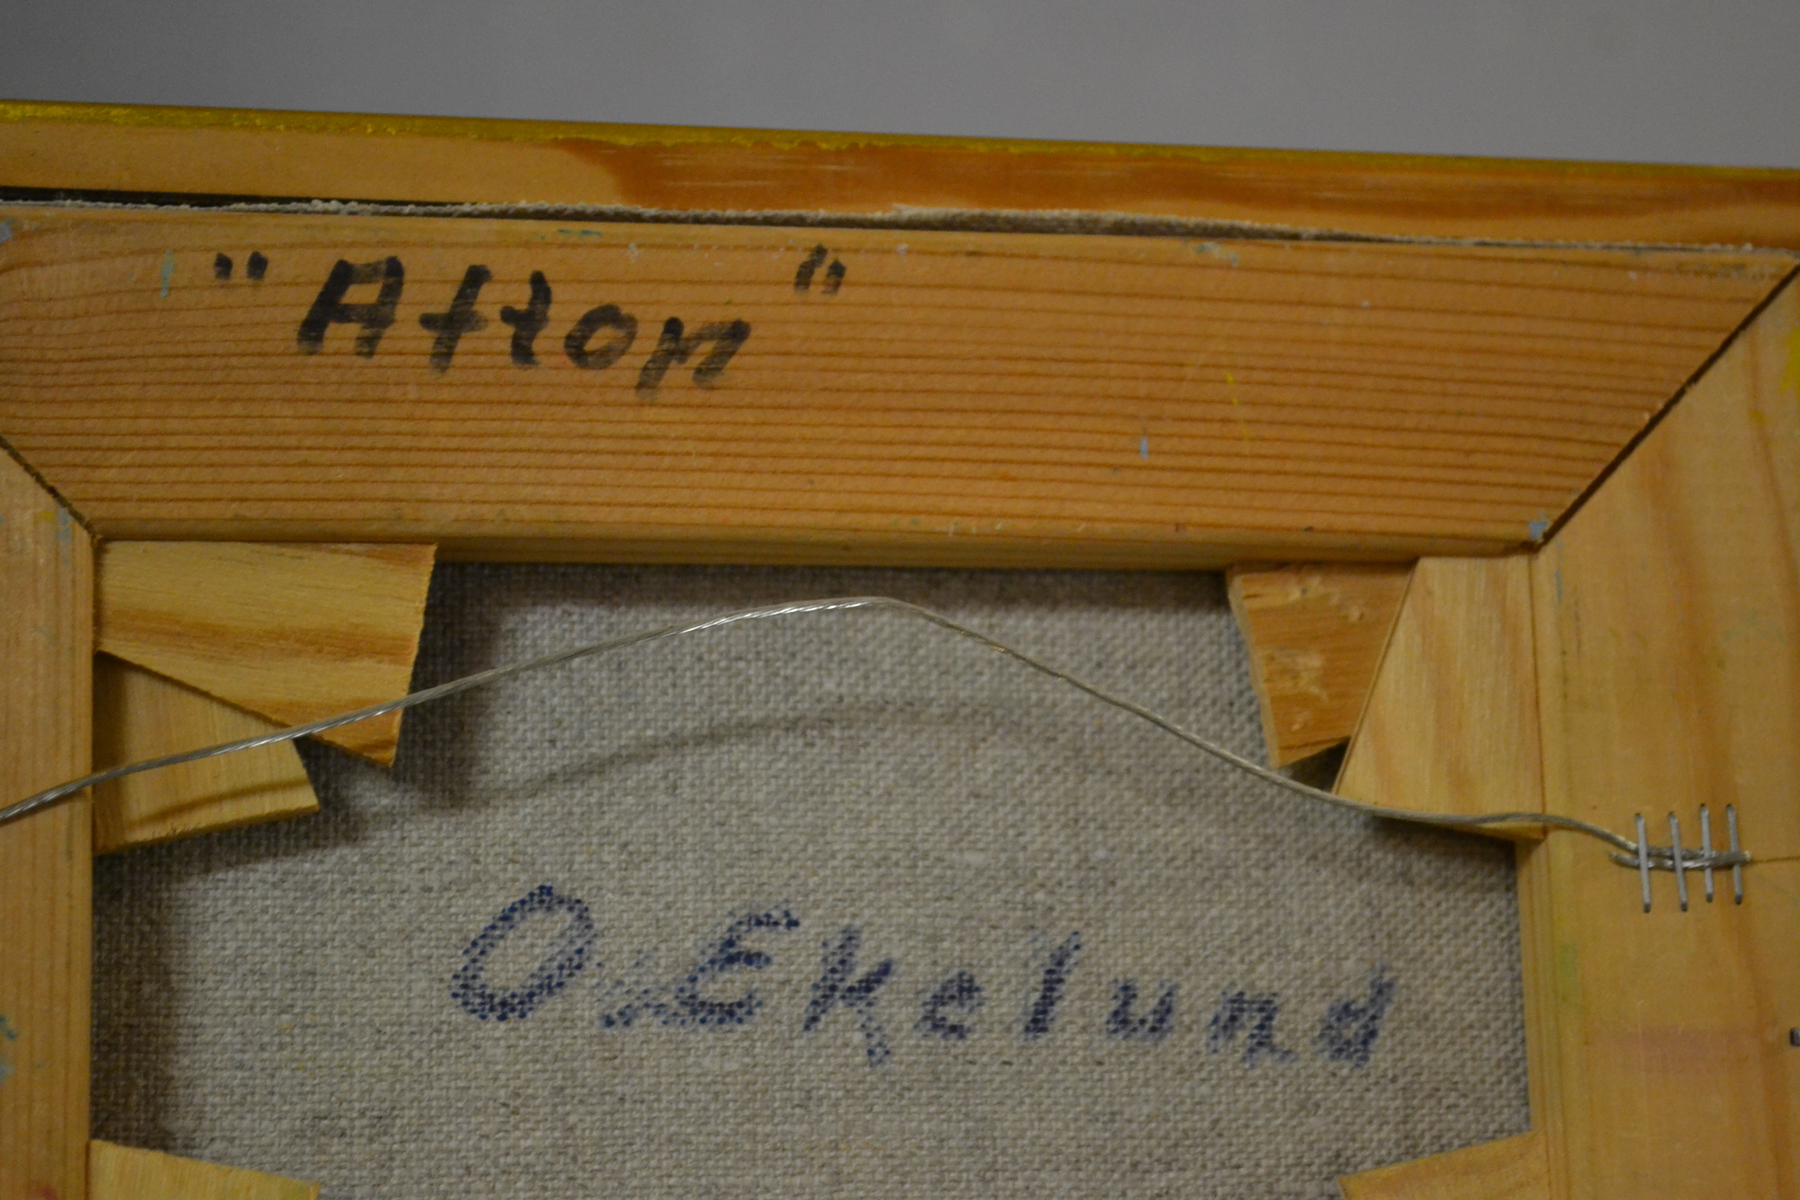 "Afton"
O. Ekelund